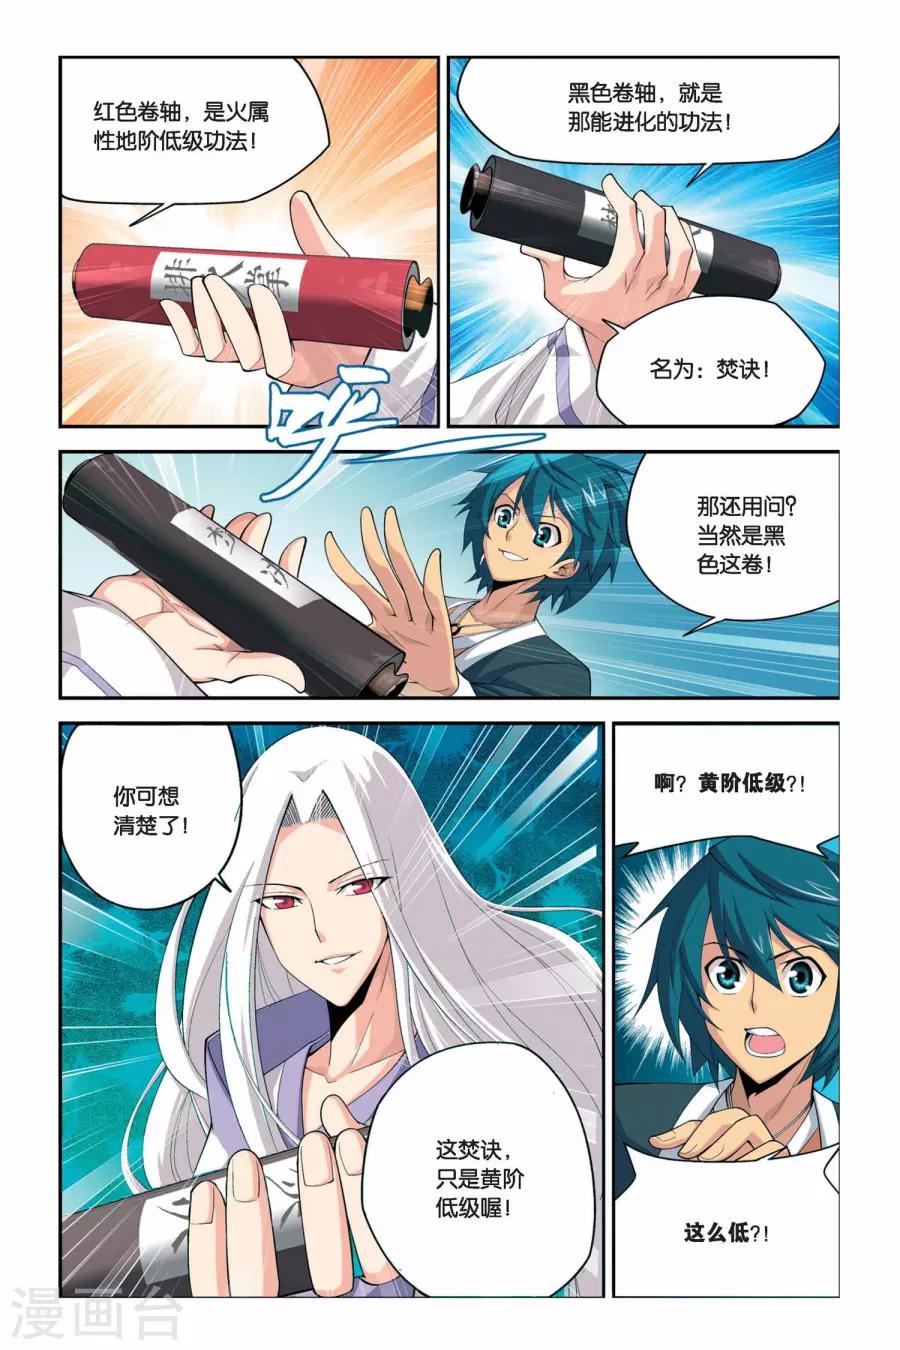 红色卷轴，是火属
性地阶低级功法！
黑色卷轴，就是
那能进化的功法！
名为：焚诀！
呼
那还用问？
当然是黑
色这卷！
你可想
清楚了！
这焚诀，
只是黄阶
低级喔！
啊？黄阶低级？！
这么低？！
漫画台